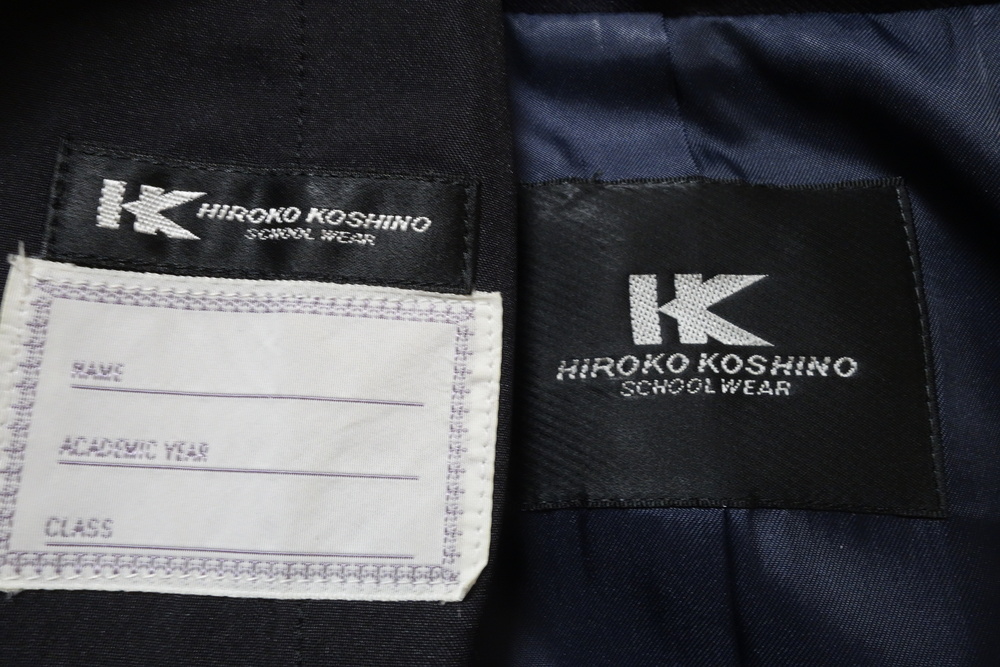 HK HIROKO KOSHINO
SCHOOL WEAR
NAME
ACADEMIC YEAR
CLASS
HK
HIROKO KOSHINO
SCHOOL WEAR